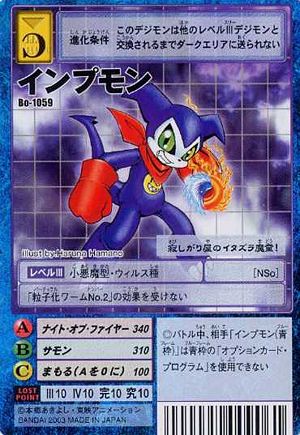 進化条件
このデジモンは他のレベルⅢデジモンと
交換されるまでダークエリアに送られない
インプモン
Bo-1059
Illust by Haruna Hamano
寂しがり屋のイタズラ魔童!
レベルⅢ 小悪魔型・ウィルス種 [NSo]
「粒子化ワームNo.2」の効果を受けない
A ナイト・オブ・ファイヤー 340
B サモン 310
C まもる(Aを0に) 100
LOST POINT Ⅲ10 Ⅳ10 完10 究10
○バトル中、相手「インプモン(青
枠)」は青枠の「オプションカード・
プログラム」を使用できない
©本郷あきよし・東映アニメーション
BANDAI 2003 MADE IN JAPAN